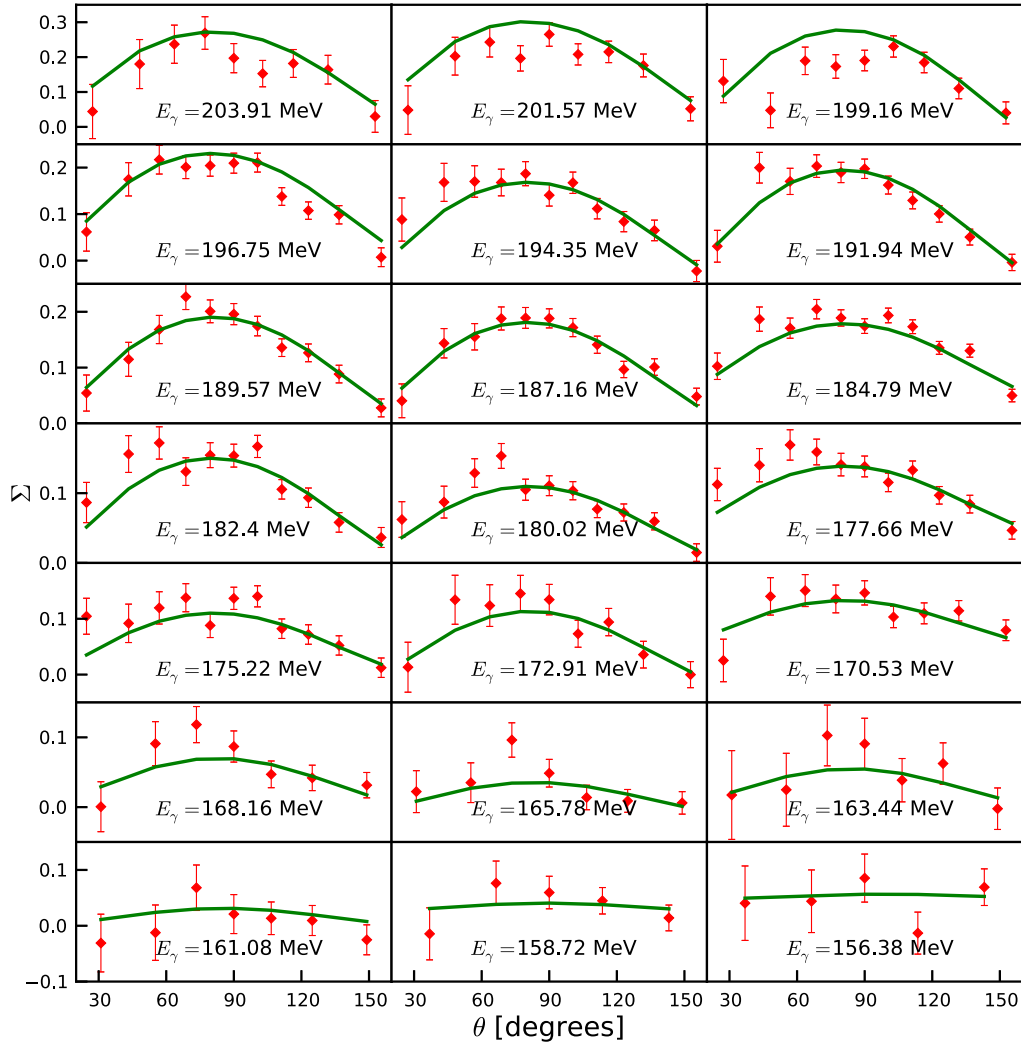 0.3
0.2
0.1
0.0
E_γ =203.91 MeV
E_γ =201.57 MeV
E_γ =199.16 MeV
0.2
0.1
0.0
E_γ =196.75 MeV
E_γ =194.35 MeV
E_γ =191.94 MeV
0.2
0.1
0.0
E_γ =189.57 MeV
E_γ =187.16 MeV
E_γ =184.79 MeV
Σ
0.1
0.0
E_γ =182.4 MeV
E_γ =180.02 MeV
E_γ =177.66 MeV
0.1
0.0
E_γ =175.22 MeV
E_γ =172.91 MeV
E_γ =170.53 MeV
0.1
0.0
E_γ =168.16 MeV
E_γ =165.78 MeV
E_γ =163.44 MeV
0.1
0.0
−0.1
E_γ =161.08 MeV
E_γ =158.72 MeV
E_γ =156.38 MeV
30 60 90 120 150 30 60 90 120 150 30 60 90 120 150
θ [degrees]